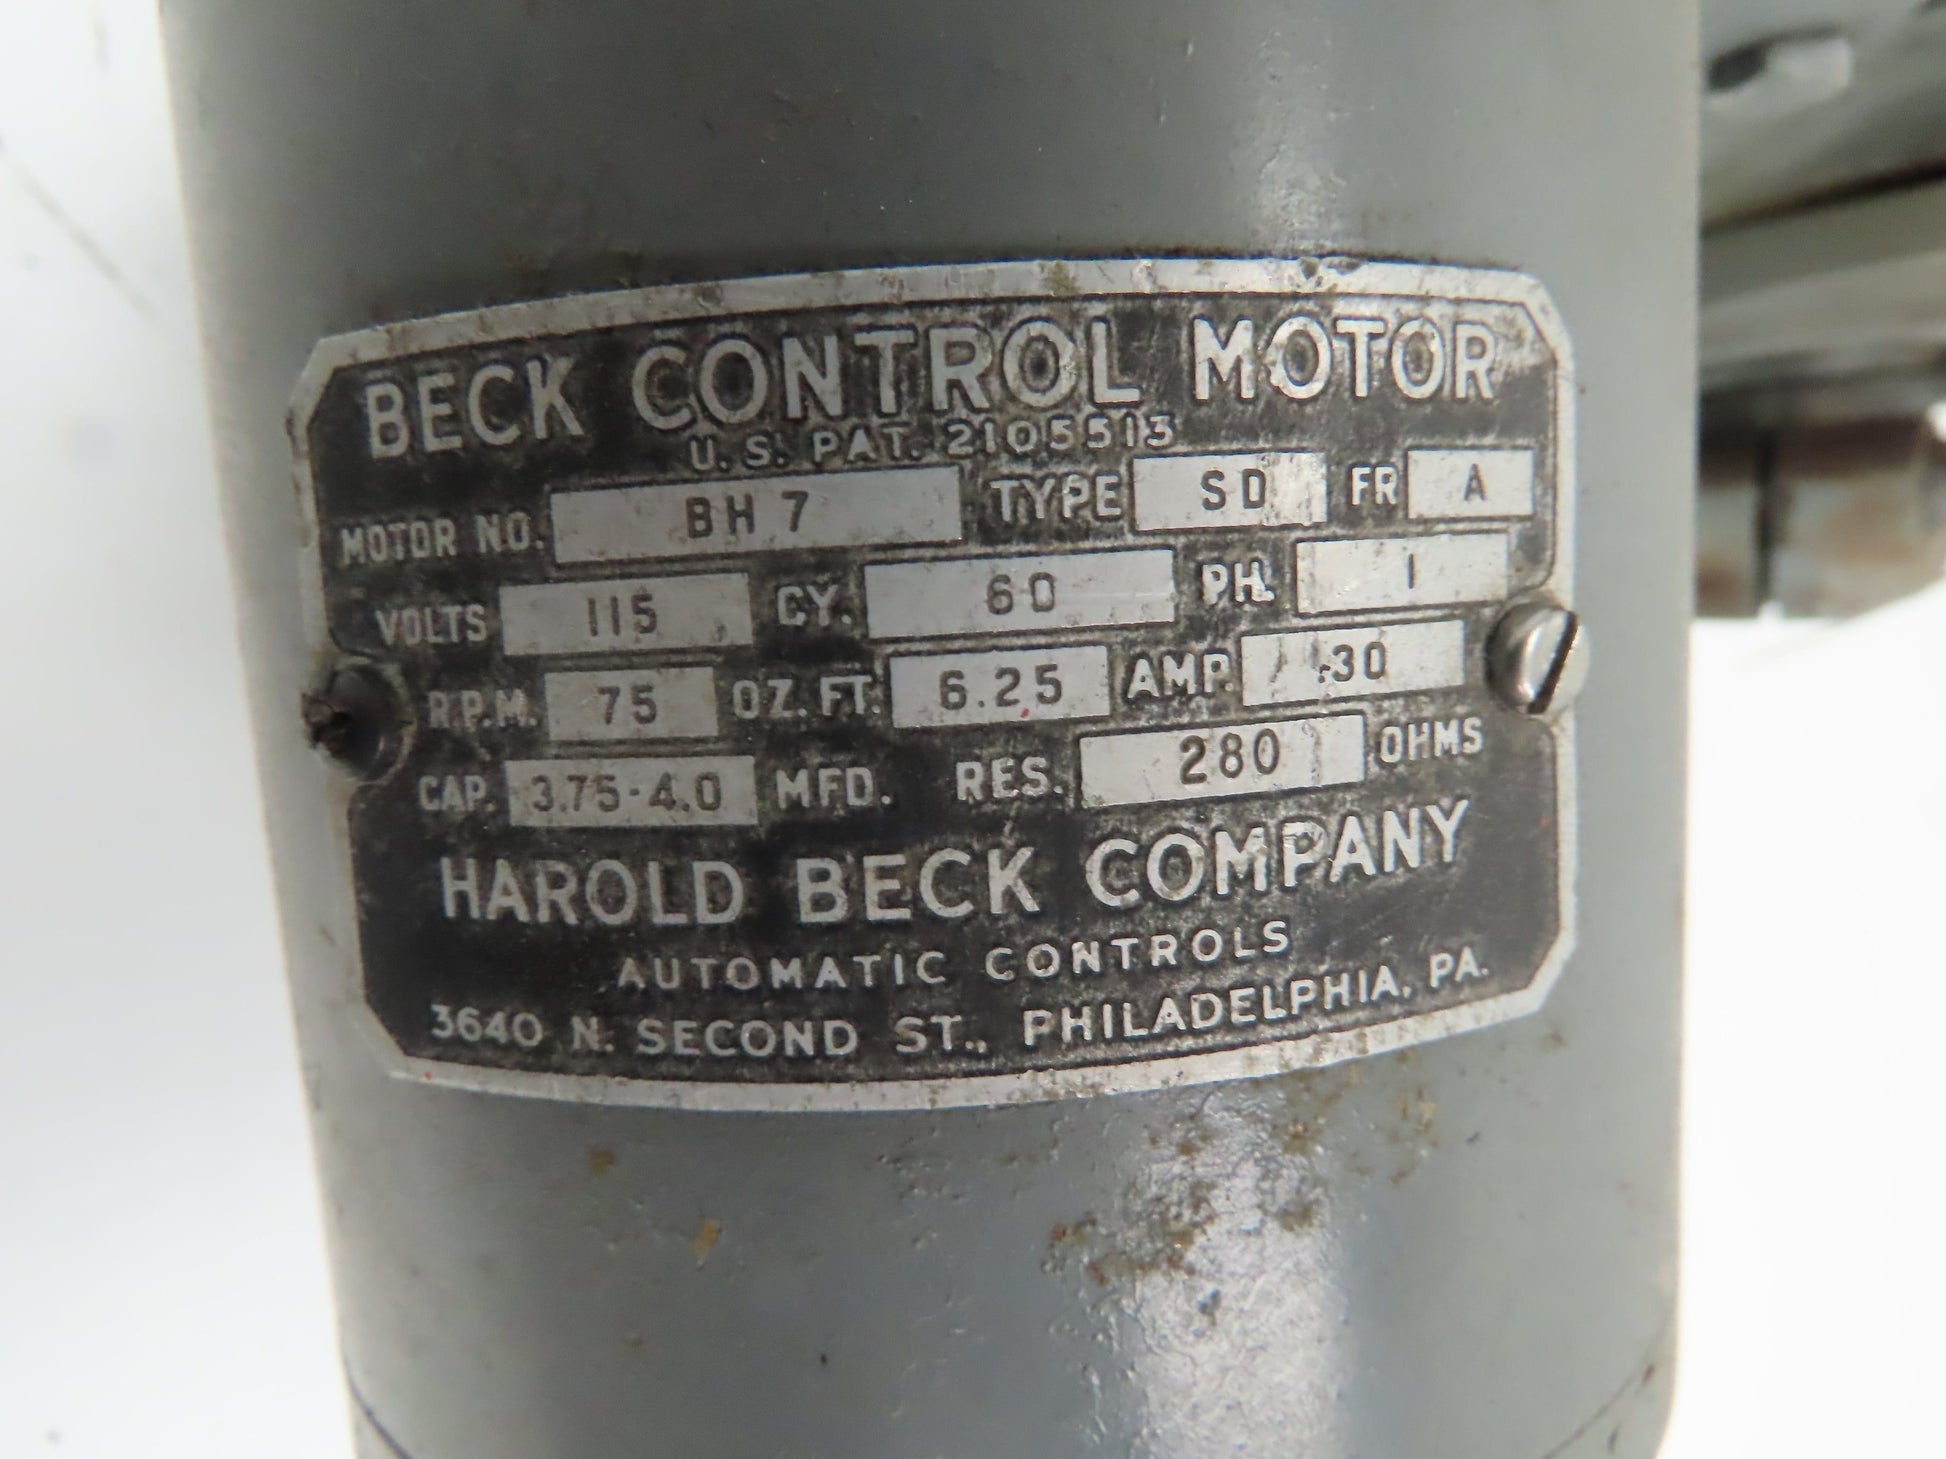 BECK CONTROL MOTOR
U.S. PAT. 2105513
MOTOR NO. BH7 TYPE SD FR A
VOLTS 115 CY. 60 PH. 1
R.P.M. 75 OZ. FT. 6.25 AMP. .30
CAP. 3.75-4.0 MFD. RES. 280 OHMS
HAROLD BECK COMPANY
AUTOMATIC CONTROLS
3640 N. SECOND ST., PHILADELPHIA, PA.